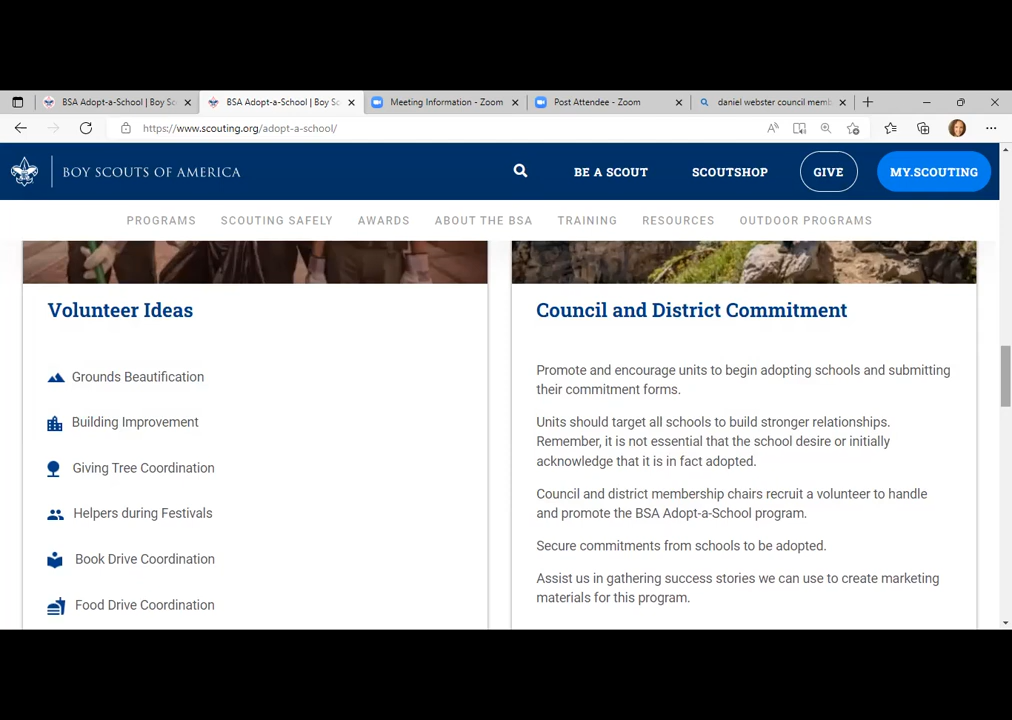 BSA Adopt-a-School | Boy Sc
BSA Adopt-a-School | Boy Sc
Meeting Information - Zoom
Post Attendee - Zoom
daniel webster council memb
https://www.scouting.org/adopt-a-school/
BOY SCOUTS OF AMERICA
BE A SCOUT
SCOUTSHOP
GIVE
MY.SCOUTING
PROGRAMS
SCOUTING SAFELY
AWARDS
ABOUT THE BSA
TRAINING
RESOURCES
OUTDOOR PROGRAMS
Volunteer Ideas
Grounds Beautification
Building Improvement
Giving Tree Coordination
Helpers during Festivals
Book Drive Coordination
Food Drive Coordination
Council and District Commitment
Promote and encourage units to begin adopting schools and submitting
their commitment forms.
Units should target all schools to build stronger relationships.
Remember, it is not essential that the school desire or initially
acknowledge that it is in fact adopted.
Council and district membership chairs recruit a volunteer to handle
and promote the BSA Adopt-a-School program.
Secure commitments from schools to be adopted.
Assist us in gathering success stories we can use to create marketing
materials for this program.